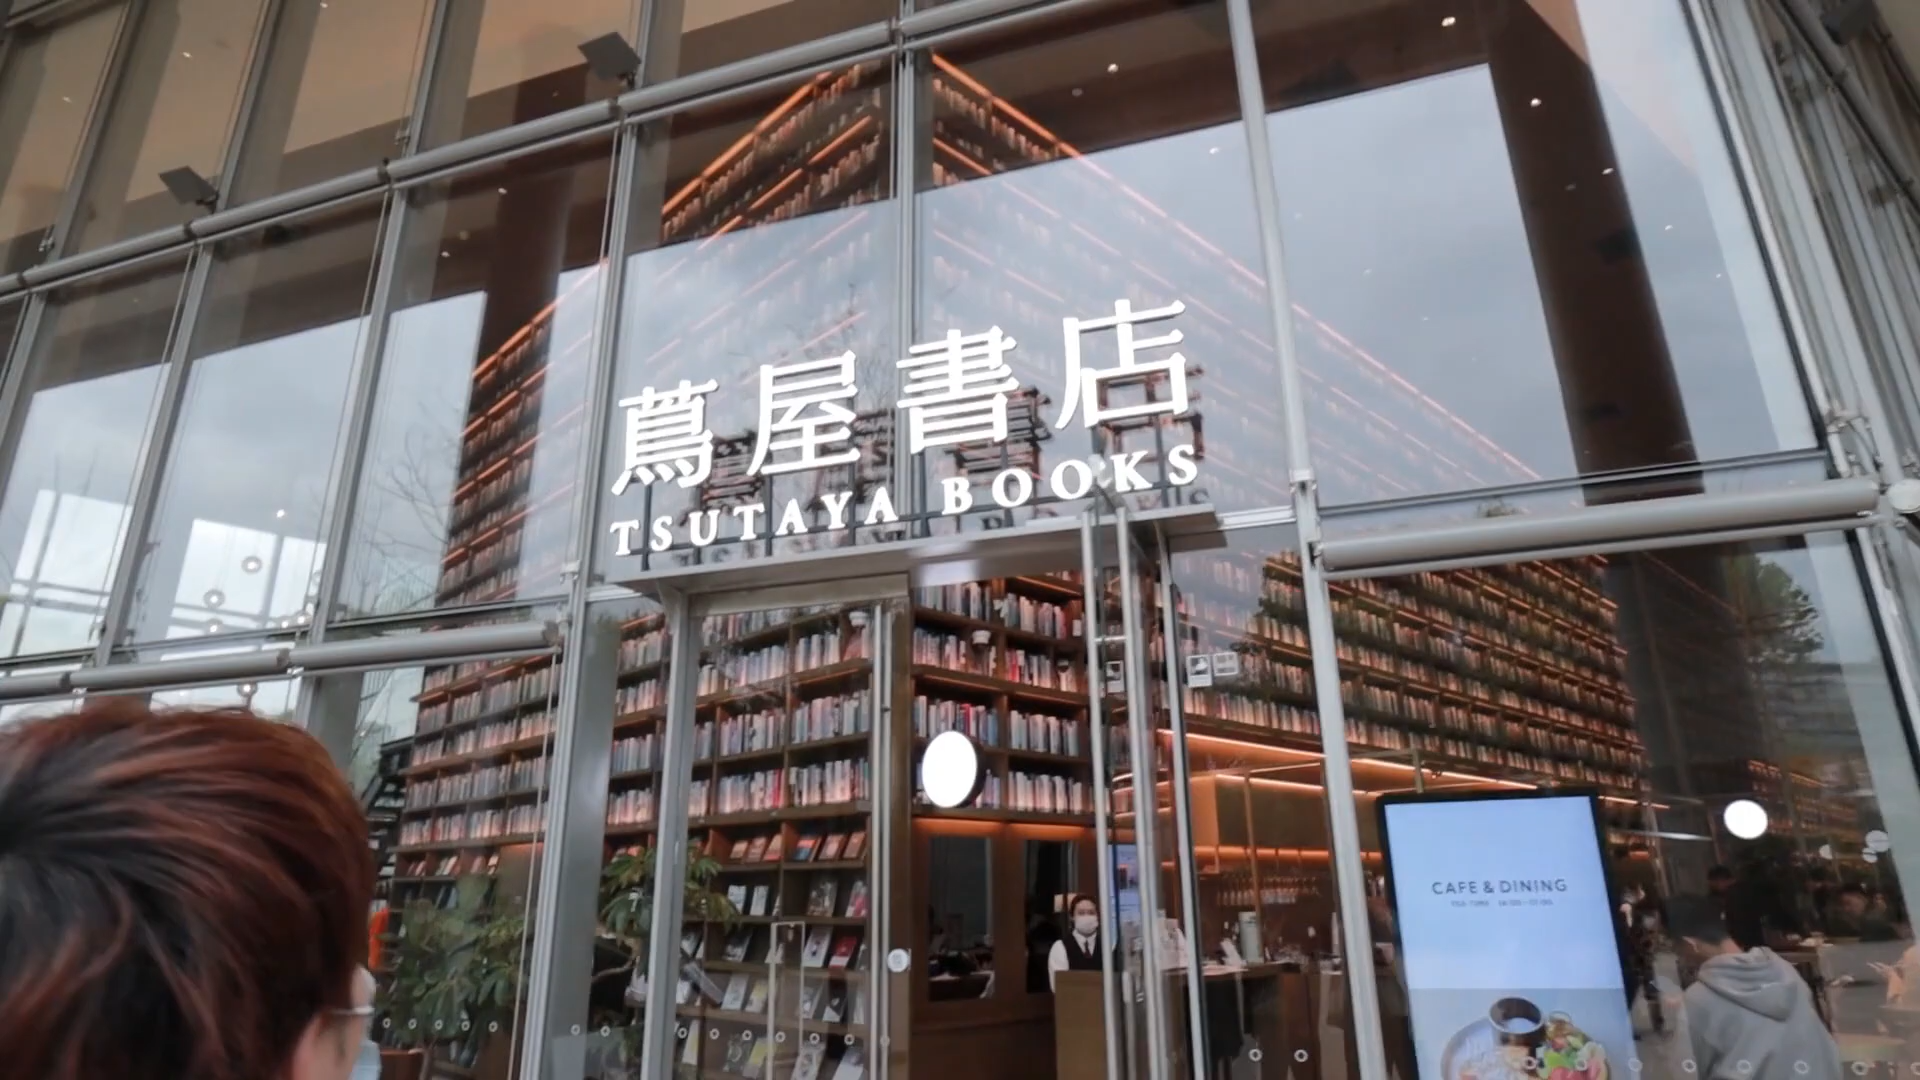 蔦屋書店
TSUTAYA BOOKS
CAFE & DINING